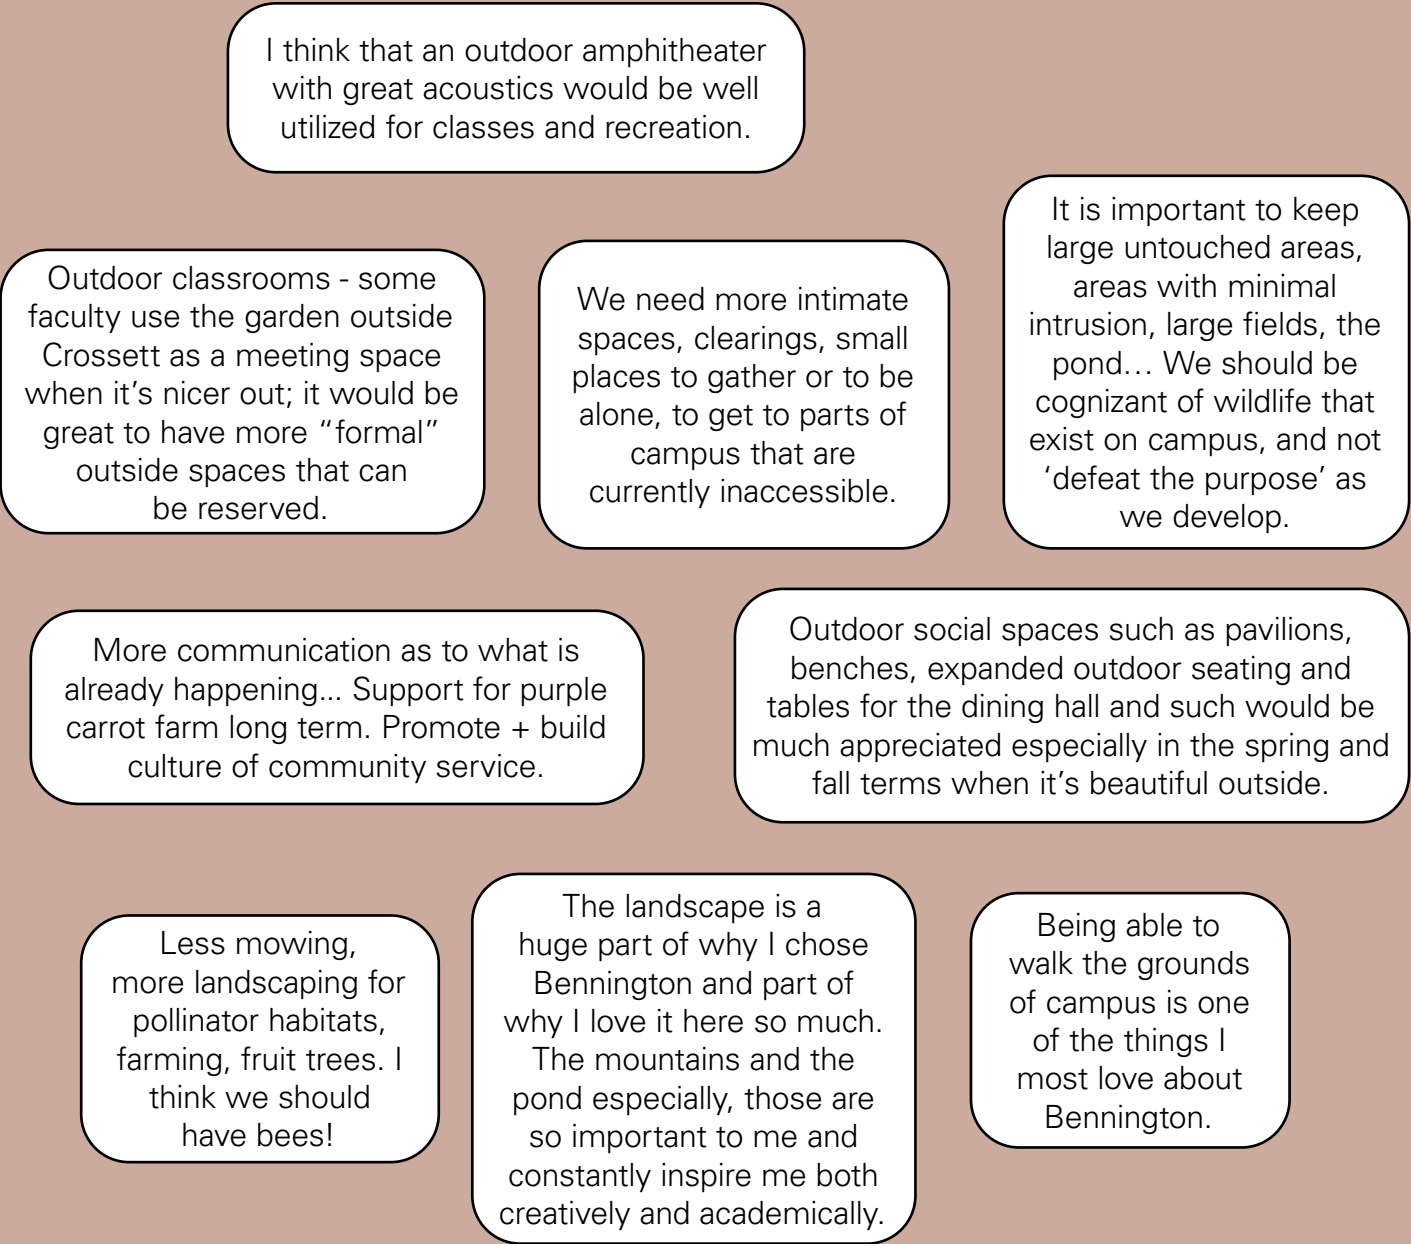 I think that an outdoor amphitheater
with great acoustics would be well
utilized for classes and recreation.
Outdoor classrooms - some
faculty use the garden outside
Crossett as a meeting space
when it's nicer out; it would be
great to have more “formal”
outside spaces that can
be reserved.
We need more intimate
spaces, clearings, small
places to gather or to be
alone, to get to parts of
campus that are
currently inaccessible.
It is important to keep
large untouched areas,
areas with minimal
intrusion, large fields, the
pond… We should be
cognizant of wildlife that
exist on campus, and not
‘defeat the purpose’ as
we develop.
More communication as to what is
already happening... Support for purple
carrot farm long term. Promote + build
culture of community service.
Outdoor social spaces such as pavilions,
benches, expanded outdoor seating and
tables for the dining hall and such would be
much appreciated especially in the spring and
fall terms when it's beautiful outside.
Less mowing,
more landscaping for
pollinator habitats,
farming, fruit trees. I
think we should
have bees!
The landscape is a
huge part of why I chose
Bennington and part of
why I love it here so much.
The mountains and the
pond especially, those are
so important to me and
constantly inspire me both
creatively and academically.
Being able to
walk the grounds
of campus is one
of the things I
most love about
Bennington.